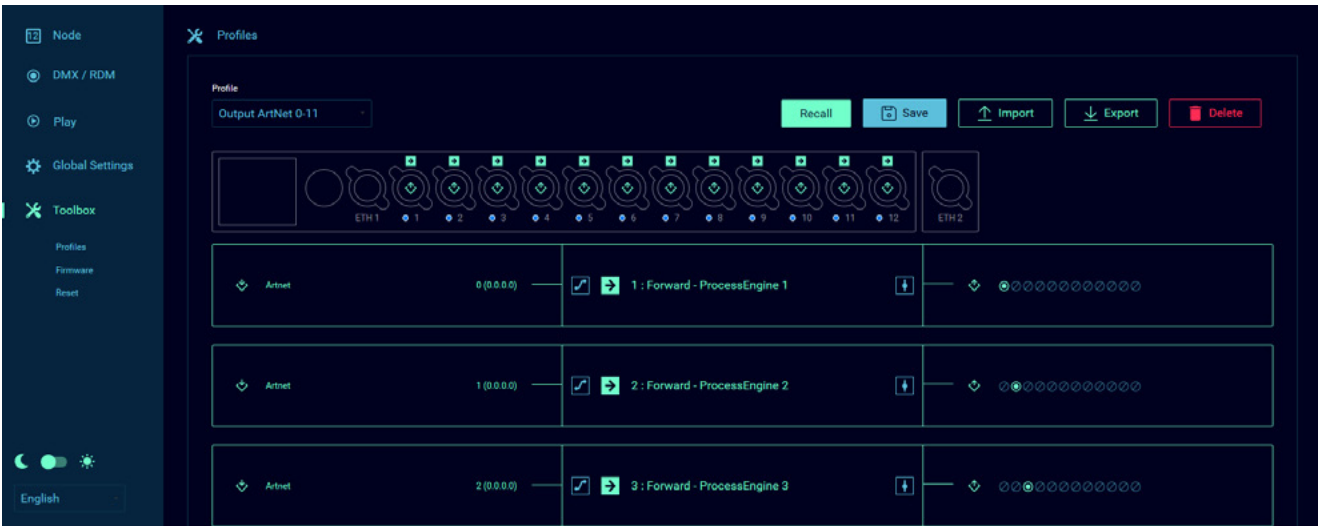 12 Node
DMX / RDM
Play
Global Settings
Toolbox
Profiles
Firmware
Reset
English
Profiles
Profile
Output ArtNet 0-11
Recall
Save
Import
Export
Delete
ETH 1 1 2 3 4 5 6 7 8 9 10 11 12 ETH 2
Artnet 0 (0.0.0.0) 1 : Forward - ProcessEngine 1
Artnet 1 (0.0.0.0) 2 : Forward - ProcessEngine 2
Artnet 2 (0.0.0.0) 3 : Forward - ProcessEngine 3